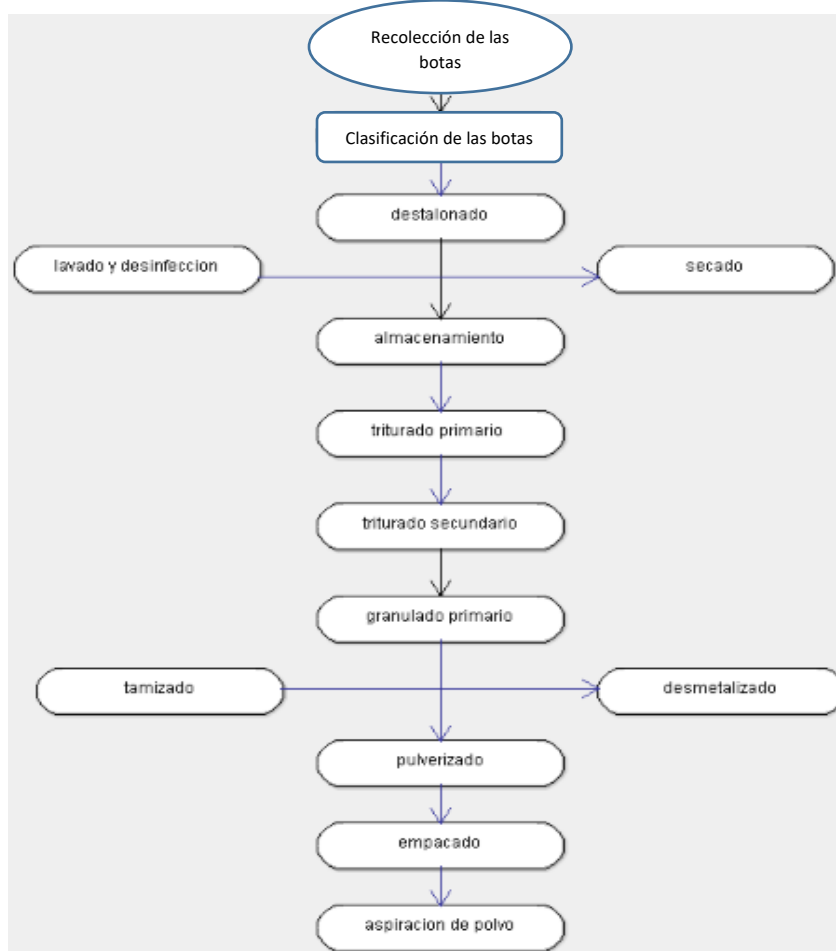 Recolección de las
botas
Clasificación de las botas
destalonado
lavado y desinfeccion
secado
almacenamiento
triturado primario
triturado secundario
granulado primario
tamizado
desmetalizado
pulverizado
empacado
aspiracion de polvo